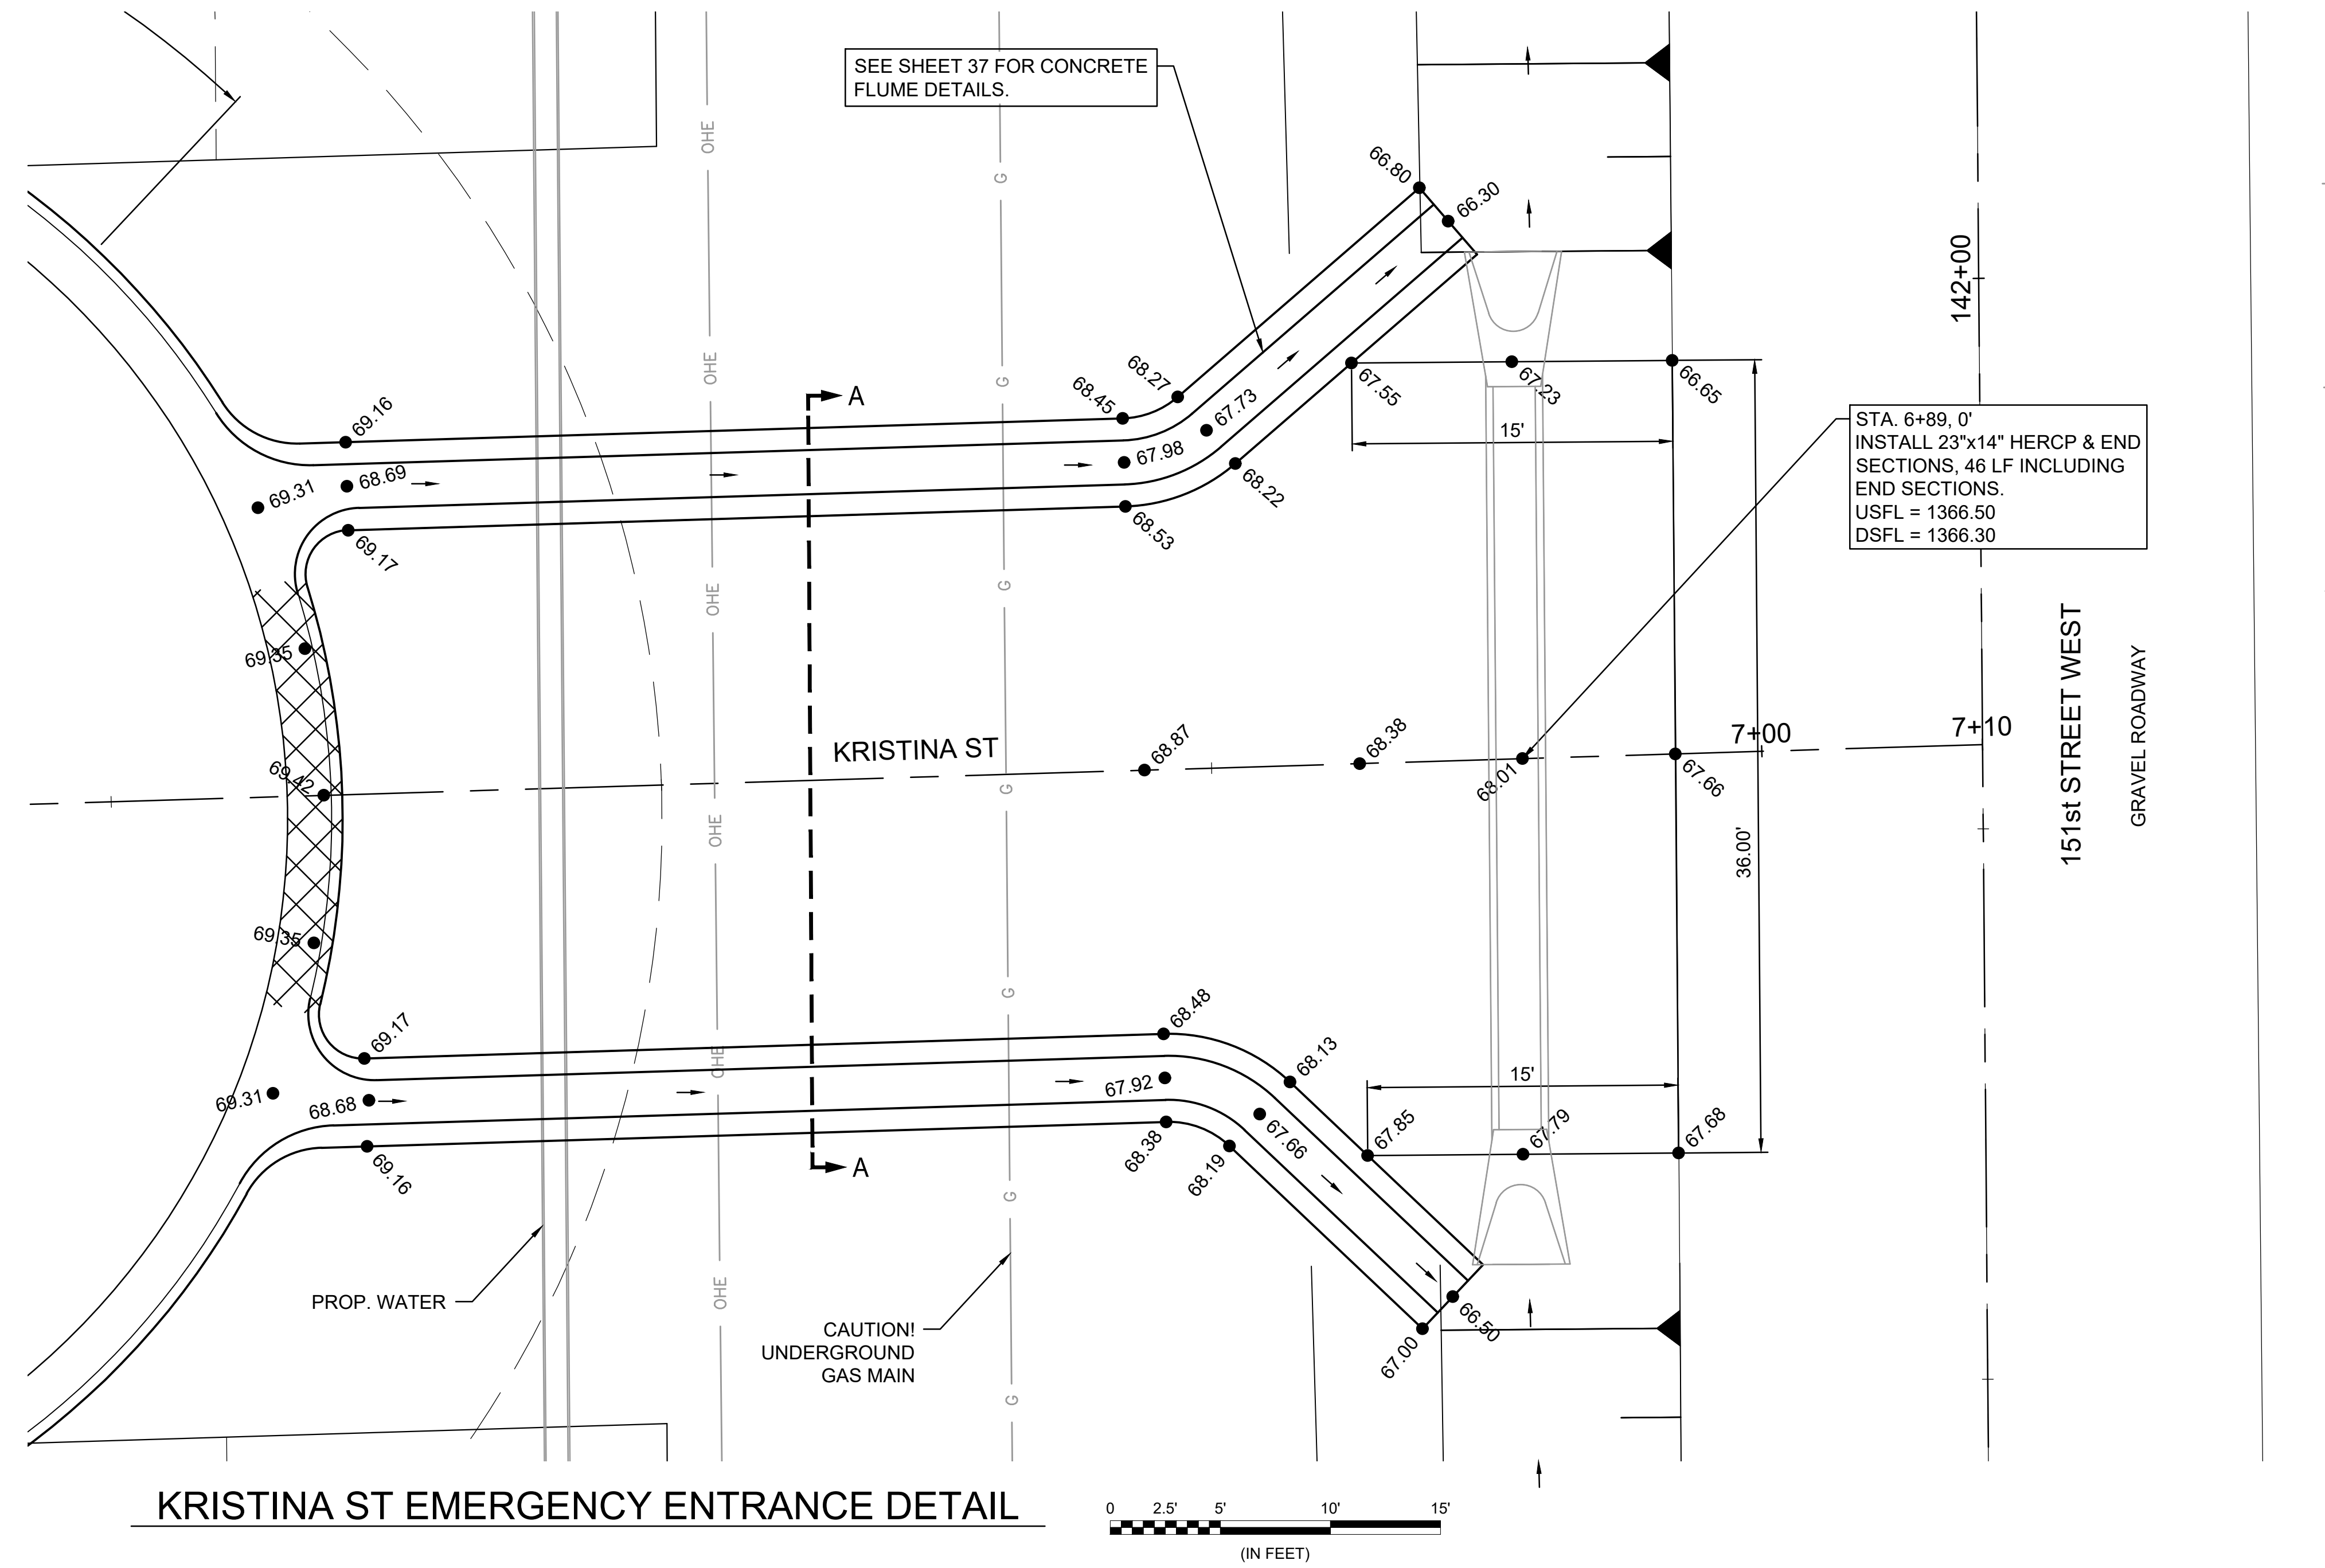 SEE SHEET 37 FOR CONCRETE
FLUME DETAILS.
OHE
G
66.80
66.30
142+00
OHE
G
A
69.16
68.45
68.27
67.73
67.55
67.23
66.65
15'
STA. 6+89, 0'
INSTALL 23"x14" HERCP & END
SECTIONS, 46 LF INCLUDING
END SECTIONS.
USFL = 1366.50
DSFL = 1366.30
69.31
68.69
67.98
68.22
69.17
68.53
OHE
G
69.35
69.42
KRISTINA ST
68.87
68.38
68.01
67.66
7+00
7+10
151st STREET WEST
GRAVEL ROADWAY
OHE
G
36.00'
69.35
G
69.17
68.48
68.13
OHE
69.31
68.68
67.92
15'
67.66
67.85
67.79
67.68
69.16
A
68.38
68.19
G
OHE
PROP. WATER
CAUTION!
UNDERGROUND
GAS MAIN
67.00
66.50
G
KRISTINA ST EMERGENCY ENTRANCE DETAIL
0 2.5' 5' 10' 15'
(IN FEET)